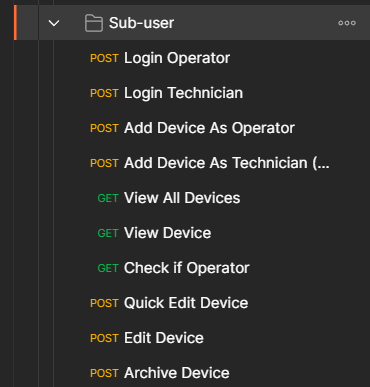 Sub-user
POST Login Operator
POST Login Technician
POST Add Device As Operator
POST Add Device As Technician (...
GET View All Devices
GET View Device
GET Check if Operator
POST Quick Edit Device
POST Edit Device
POST Archive Device